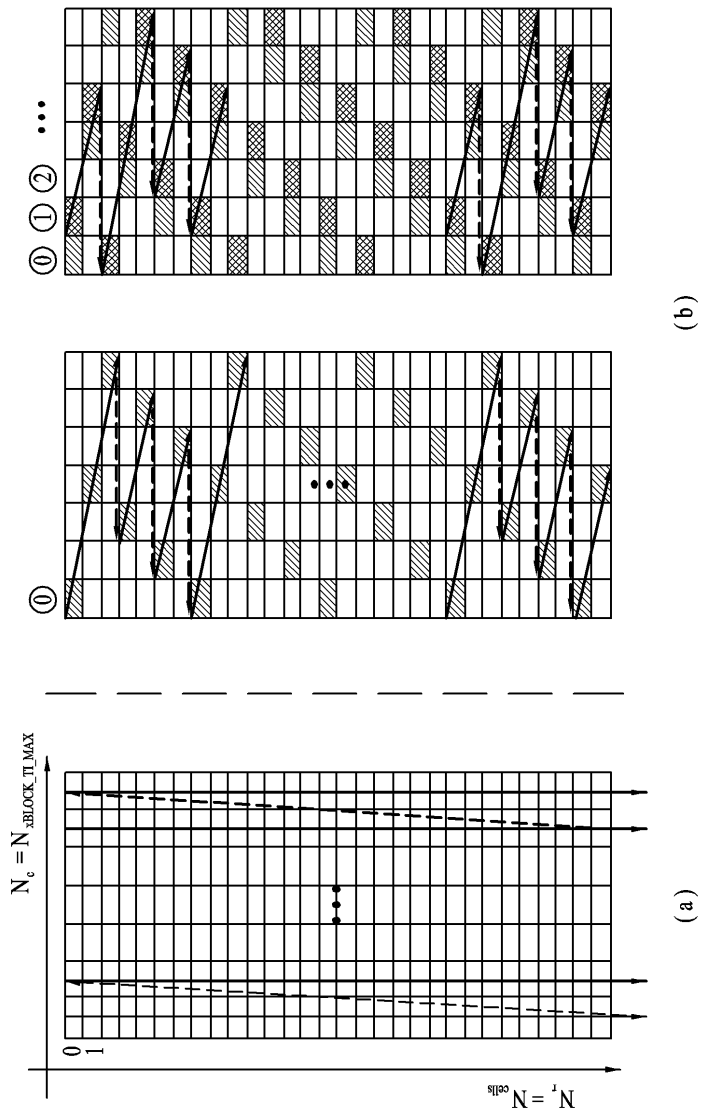 N_c = N_xBLOCK_TI_MAX
0
1
N_r = N_cells
(a)
0
0 1 2 ...
(b)